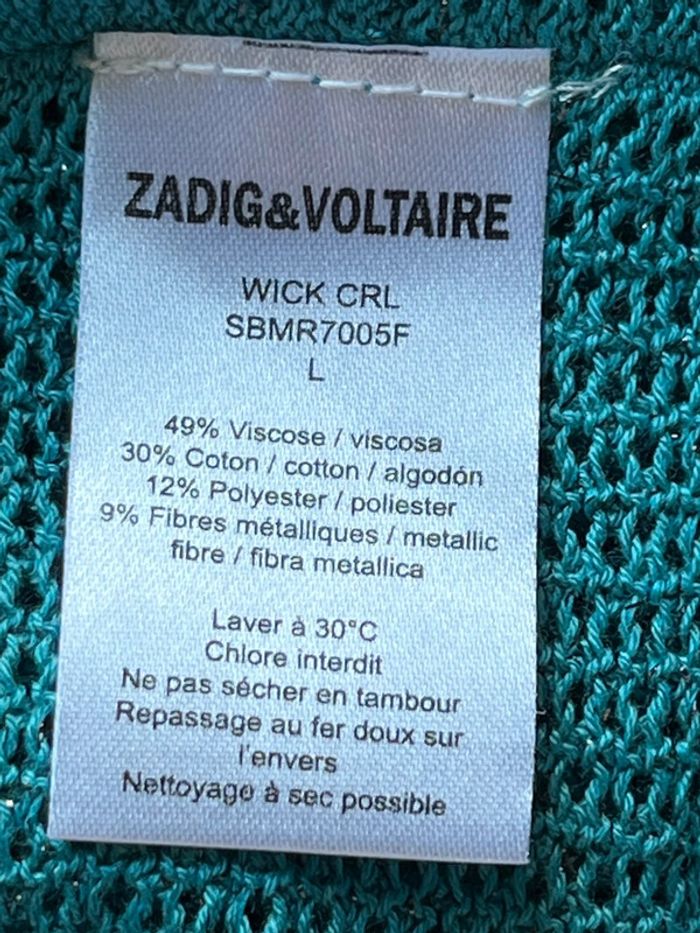 ZADIG&VOLTAIRE
WICK CRL
SBMR7005F
L
49% Viscose / viscosa
30% Coton / cotton / algodón
12% Polyester / poliester
9% Fibres métalliques / metallic
fibre / fibra metallica
Laver à 30°C
Chlore interdit
Ne pas sécher en tambour
Repassage au fer doux sur
l'envers
Nettoyage à sec possible